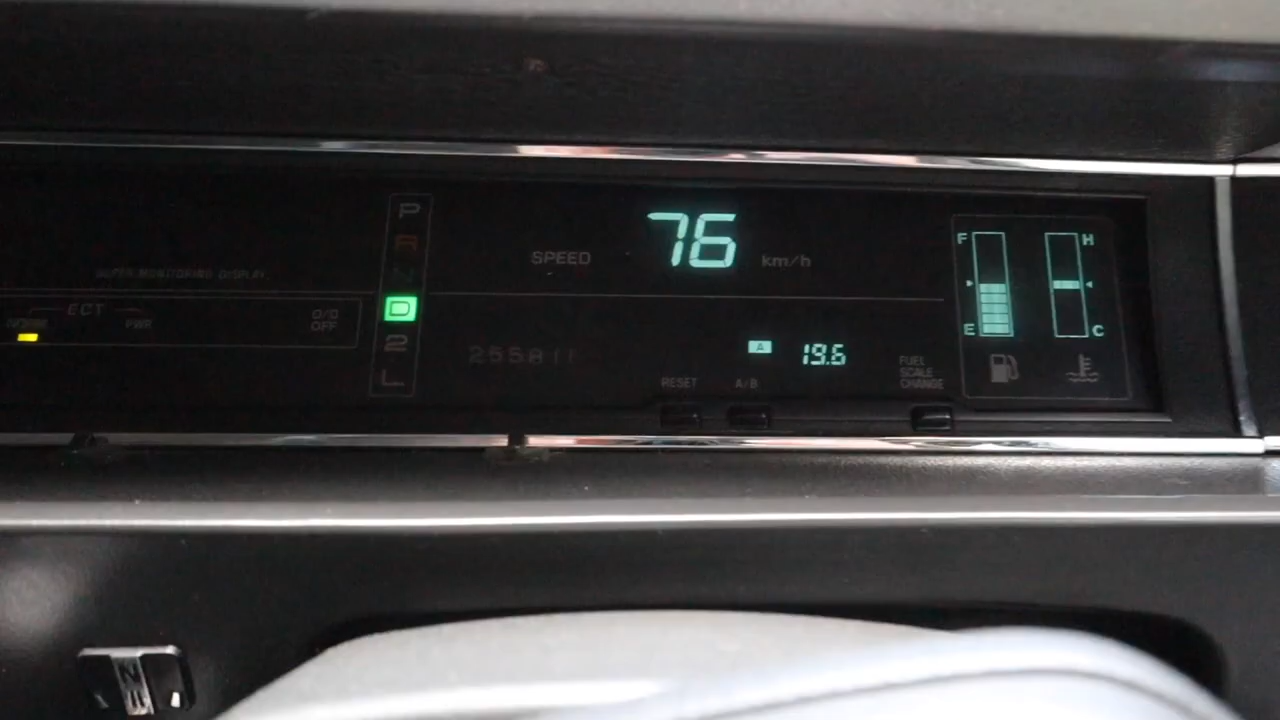 SUPER MONITORING DISPLAY
ECT
NORM PWR
O/D
OFF
P
R
N
D
2
L
SPEED 76 km/h
255811
A 19.6
RESET A/B
FUEL
SCALE
CHANGE
F H
E C